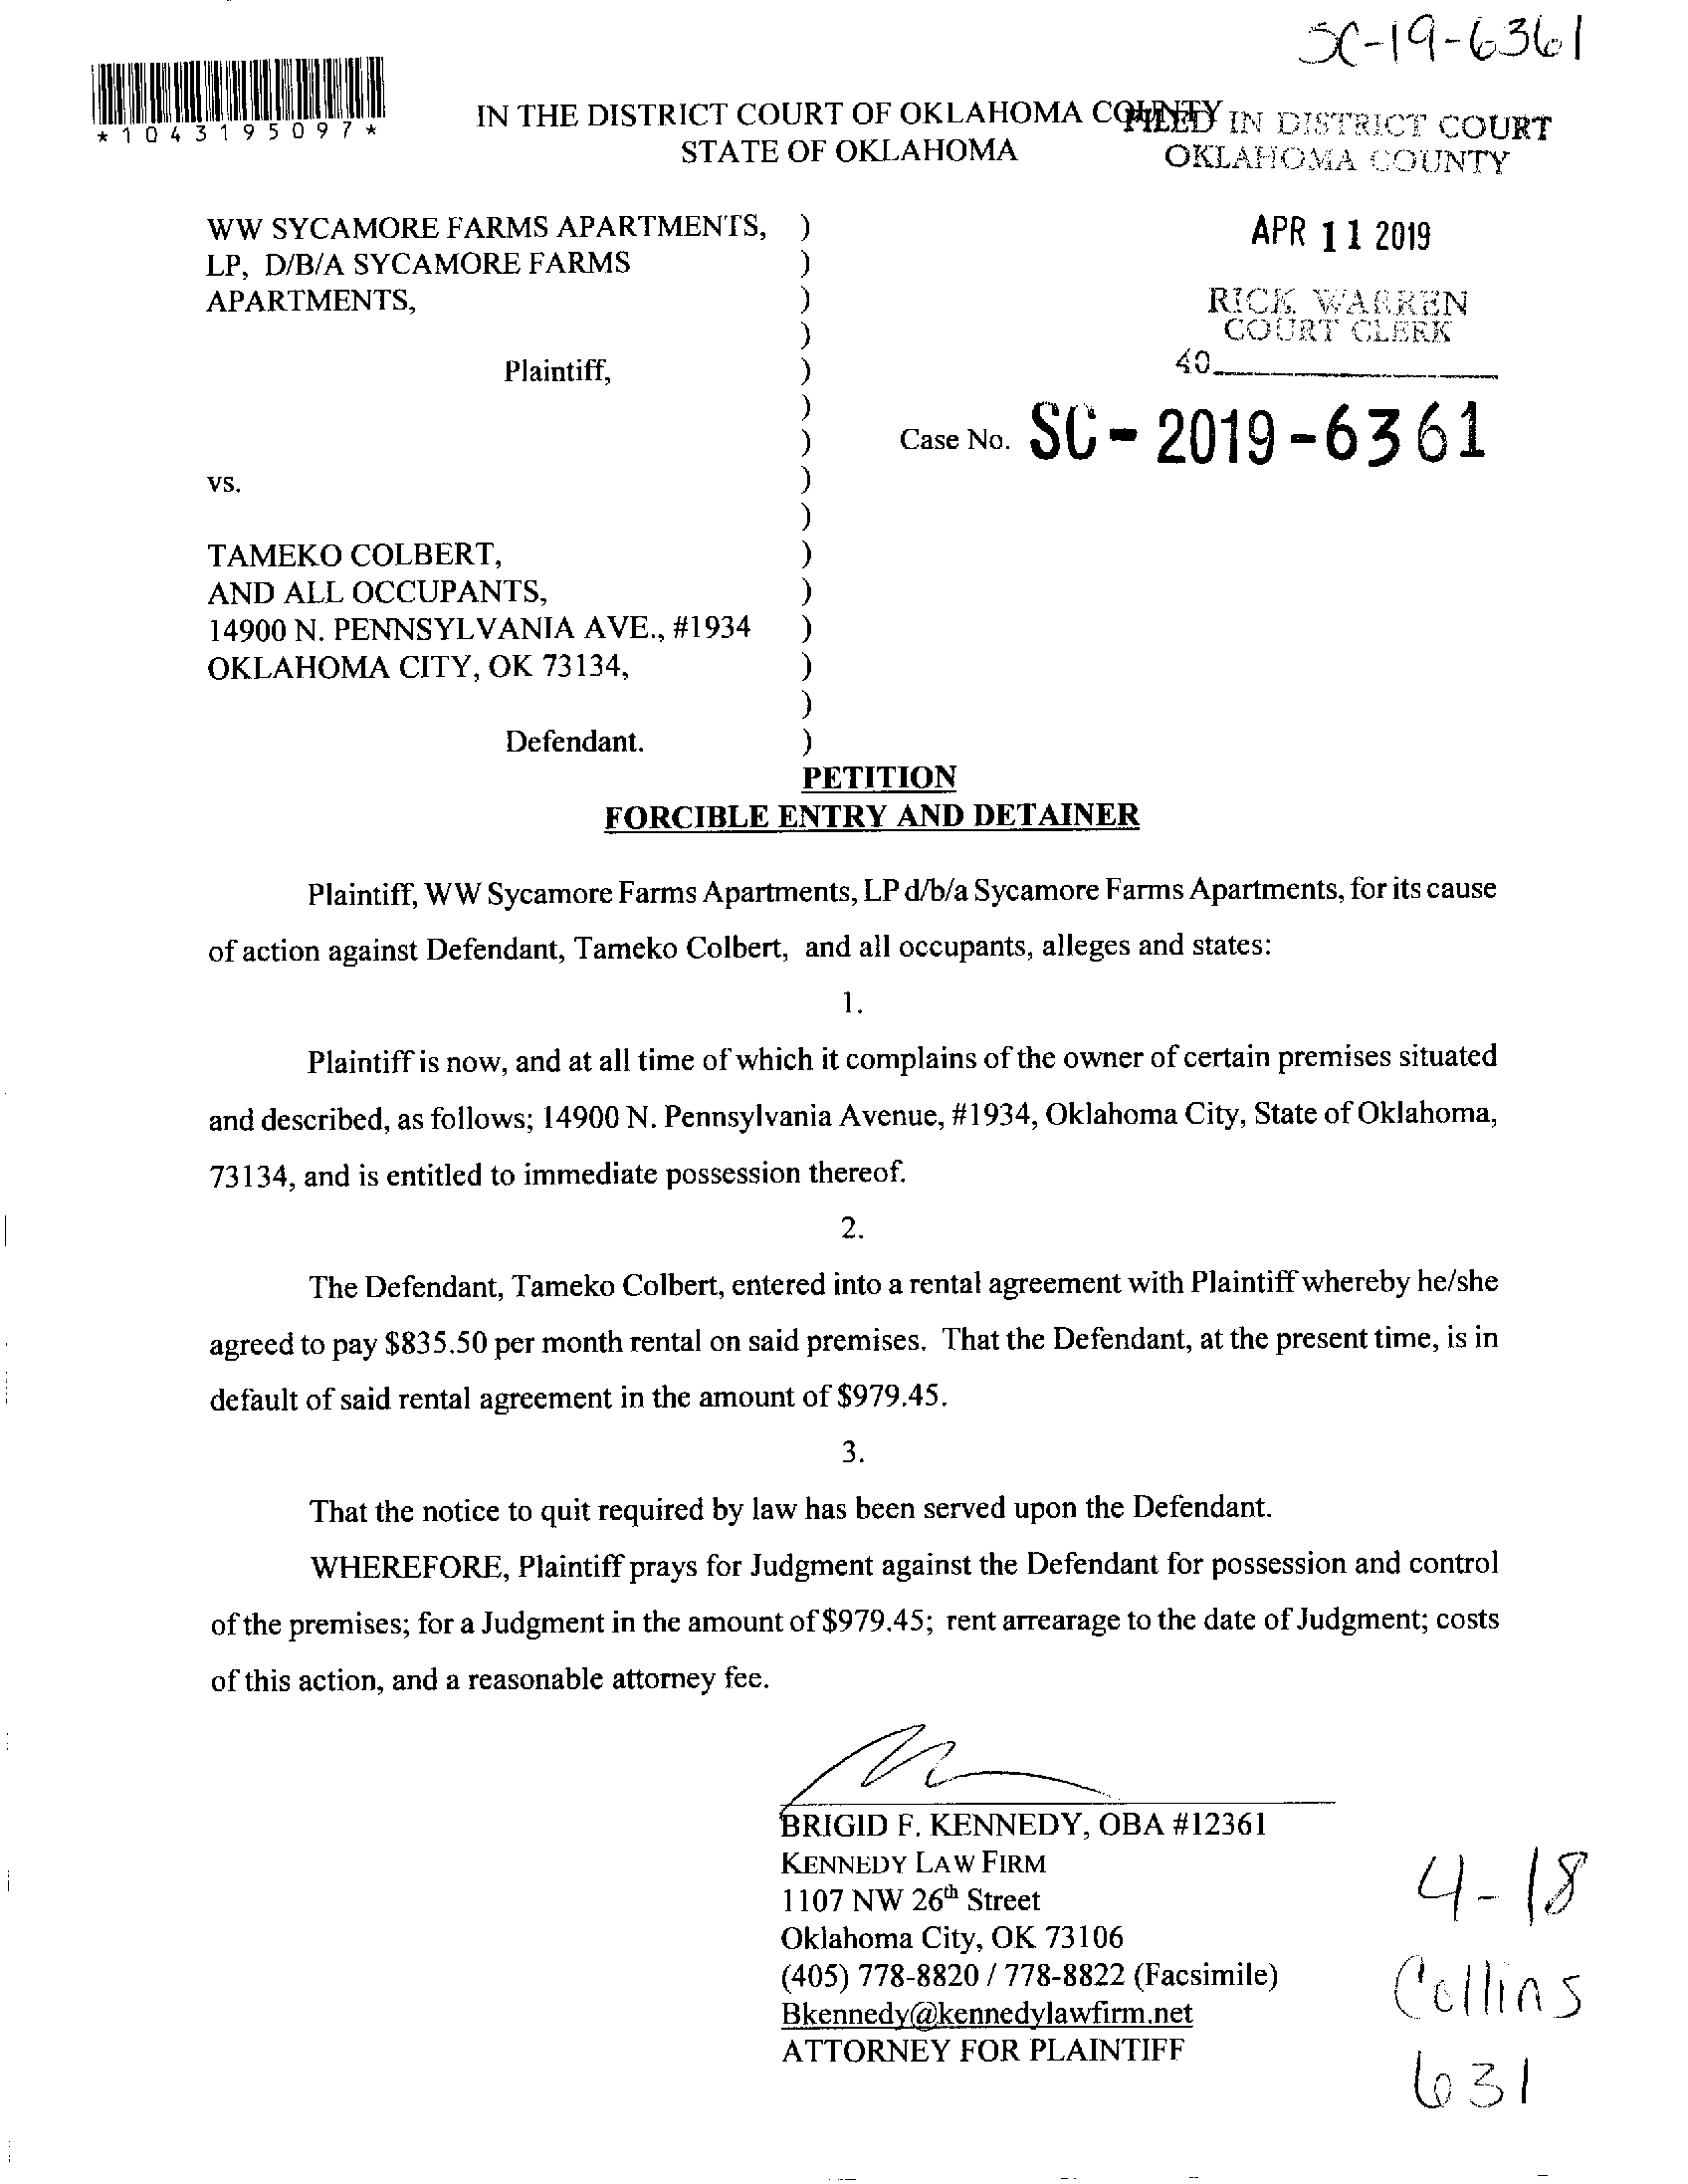 SC-19-6361
*1043195097*
IN THE DISTRICT COURT OF OKLAHOMA COUNTY
STATE OF OKLAHOMA
FILED IN DISTRICT COURT
OKLAHOMA COUNTY
APR 11 2019
RICK WARREN
COURT CLERK
40
WW SYCAMORE FARMS APARTMENTS, )
LP, D/B/A SYCAMORE FARMS )
APARTMENTS, )
)
Plaintiff, )
)
) Case No. SC-2019-6361
vs. )
)
TAMEKO COLBERT, )
AND ALL OCCUPANTS, )
14900 N. PENNSYLVANIA AVE., #1934 )
OKLAHOMA CITY, OK 73134, )
)
Defendant. )
PETITION
FORCIBLE ENTRY AND DETAINER
Plaintiff, WW Sycamore Farms Apartments, LP d/b/a Sycamore Farms Apartments, for its cause
of action against Defendant, Tameko Colbert, and all occupants, alleges and states:
1.
Plaintiff is now, and at all time of which it complains of the owner of certain premises situated
and described, as follows; 14900 N. Pennsylvania Avenue, #1934, Oklahoma City, State of Oklahoma,
73134, and is entitled to immediate possession thereof.
2.
The Defendant, Tameko Colbert, entered into a rental agreement with Plaintiff whereby he/she
agreed to pay $835.50 per month rental on said premises. That the Defendant, at the present time, is in
default of said rental agreement in the amount of $979.45.
3.
That the notice to quit required by law has been served upon the Defendant.
WHEREFORE, Plaintiff prays for Judgment against the Defendant for possession and control
of the premises; for a Judgment in the amount of $979.45; rent arrearage to the date of Judgment; costs
of this action, and a reasonable attorney fee.
BRIGID F. KENNEDY, OBA #12361
KENNEDY LAW FIRM
1107 NW 26th Street
Oklahoma City, OK 73106
(405) 778-8820 / 778-8822 (Facsimile)
Bkennedy@kennedylawfirm.net
ATTORNEY FOR PLAINTIFF
4-18
Collins
631